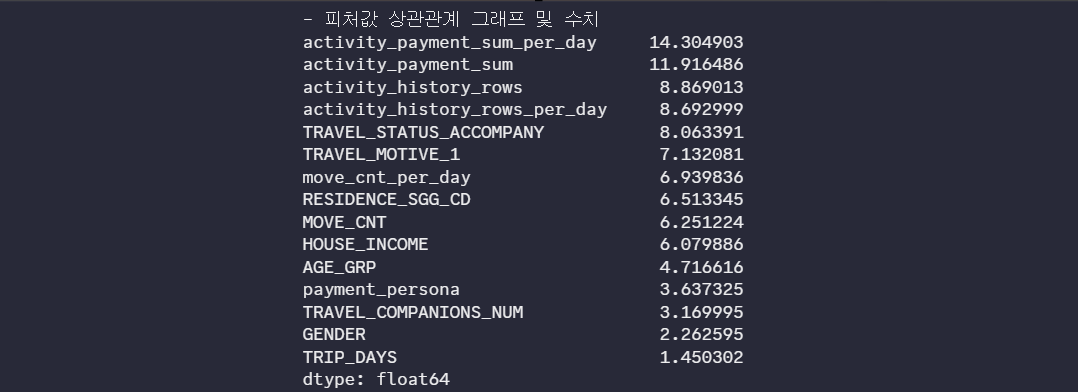 - 피처값 상관관계 그래프 및 수치
activity_payment_sum_per_day 14.304903
activity_payment_sum 11.916486
activity_history_rows 8.869013
activity_history_rows_per_day 8.692999
TRAVEL_STATUS_ACCOMPANY 8.063391
TRAVEL_MOTIVE_1 7.132081
move_cnt_per_day 6.939836
RESIDENCE_SGG_CD 6.513345
MOVE_CNT 6.251224
HOUSE_INCOME 6.079886
AGE_GRP 4.716616
payment_persona 3.637325
TRAVEL_COMPANIONS_NUM 3.169995
GENDER 2.262595
TRIP_DAYS 1.450302
dtype: float64